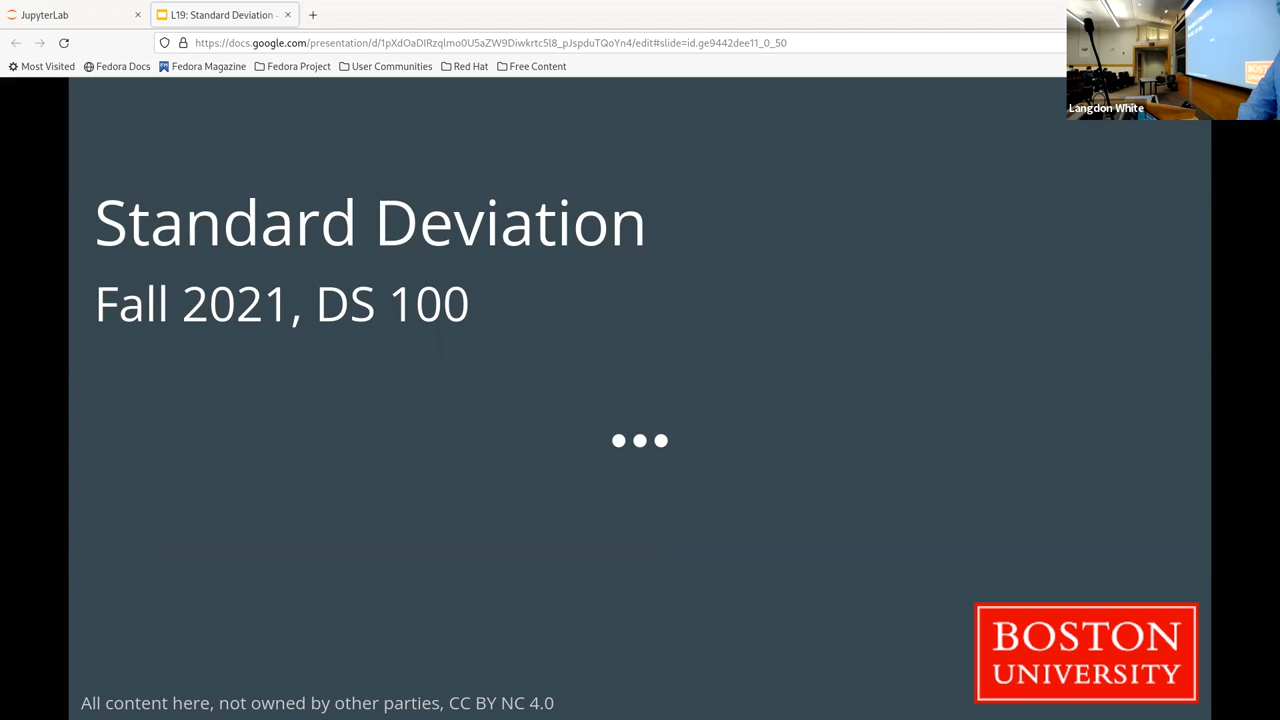 JupyterLab
L19: Standard Deviation -
https://docs.google.com/presentation/d/1pXdOaDIRzqlmo0U5aZW9Diwkrtc5l8_pJspduTQoYn4/edit#slide=id.ge9442dee11_0_50
Most Visited
Fedora Docs
Fedora Magazine
Fedora Project
User Communities
Red Hat
Free Content
Langdon White
Standard Deviation
Fall 2021, DS 100
BOSTON
UNIVERSITY
All content here, not owned by other parties, CC BY NC 4.0